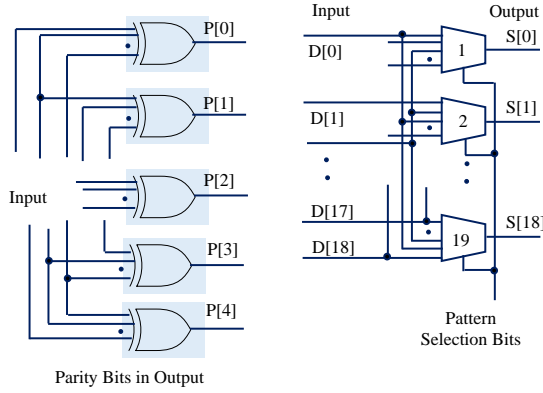 P[0]
P[1]
Input
P[2]
P[3]
P[4]
Parity Bits in Output
Input
Output
D[0]
1
S[0]
D[1]
2
S[1]
D[17]
D[18]
19
S[18]
Pattern
Selection Bits